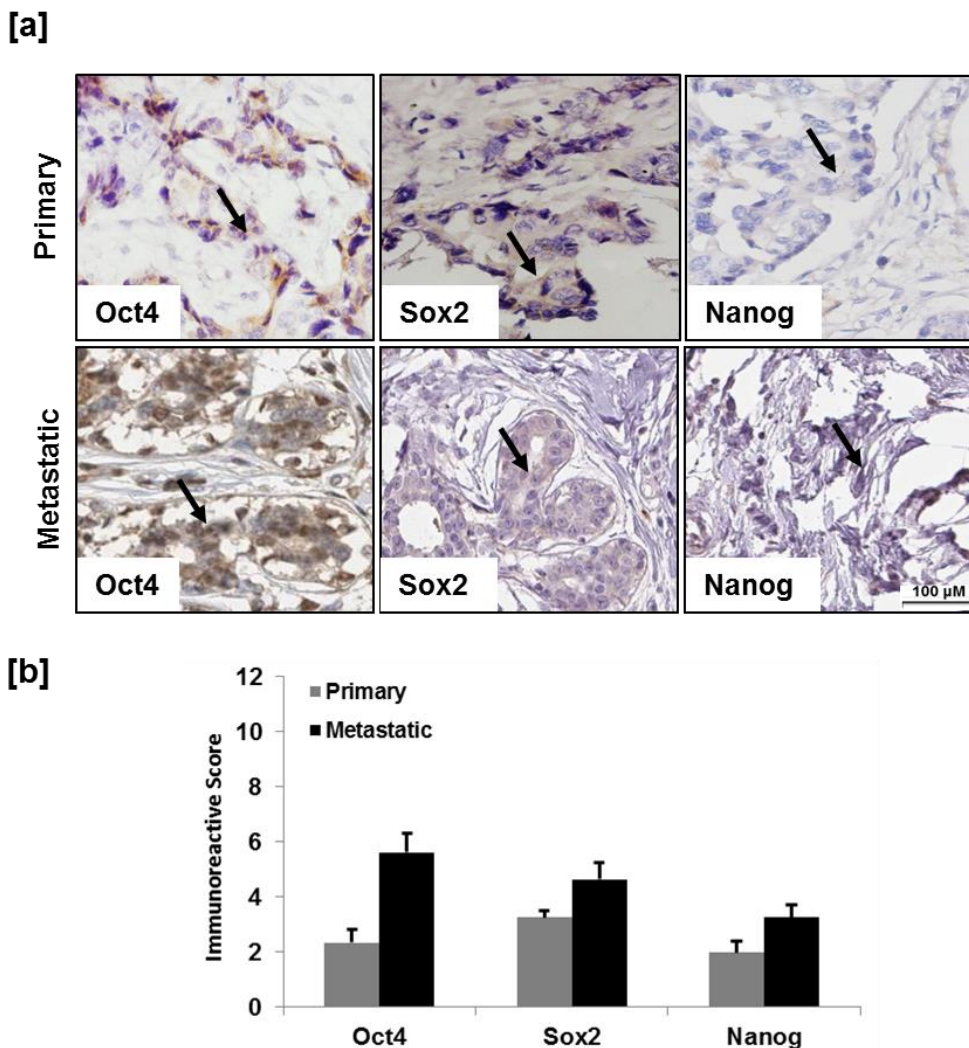 [a]
Primary
Oct4
Sox2
Nanog
Metastatic
Oct4
Sox2
Nanog
100 µM
[b]
Immunoreactive Score
12
10
8
6
4
2
0
Primary
Metastatic
Oct4
Sox2
Nanog